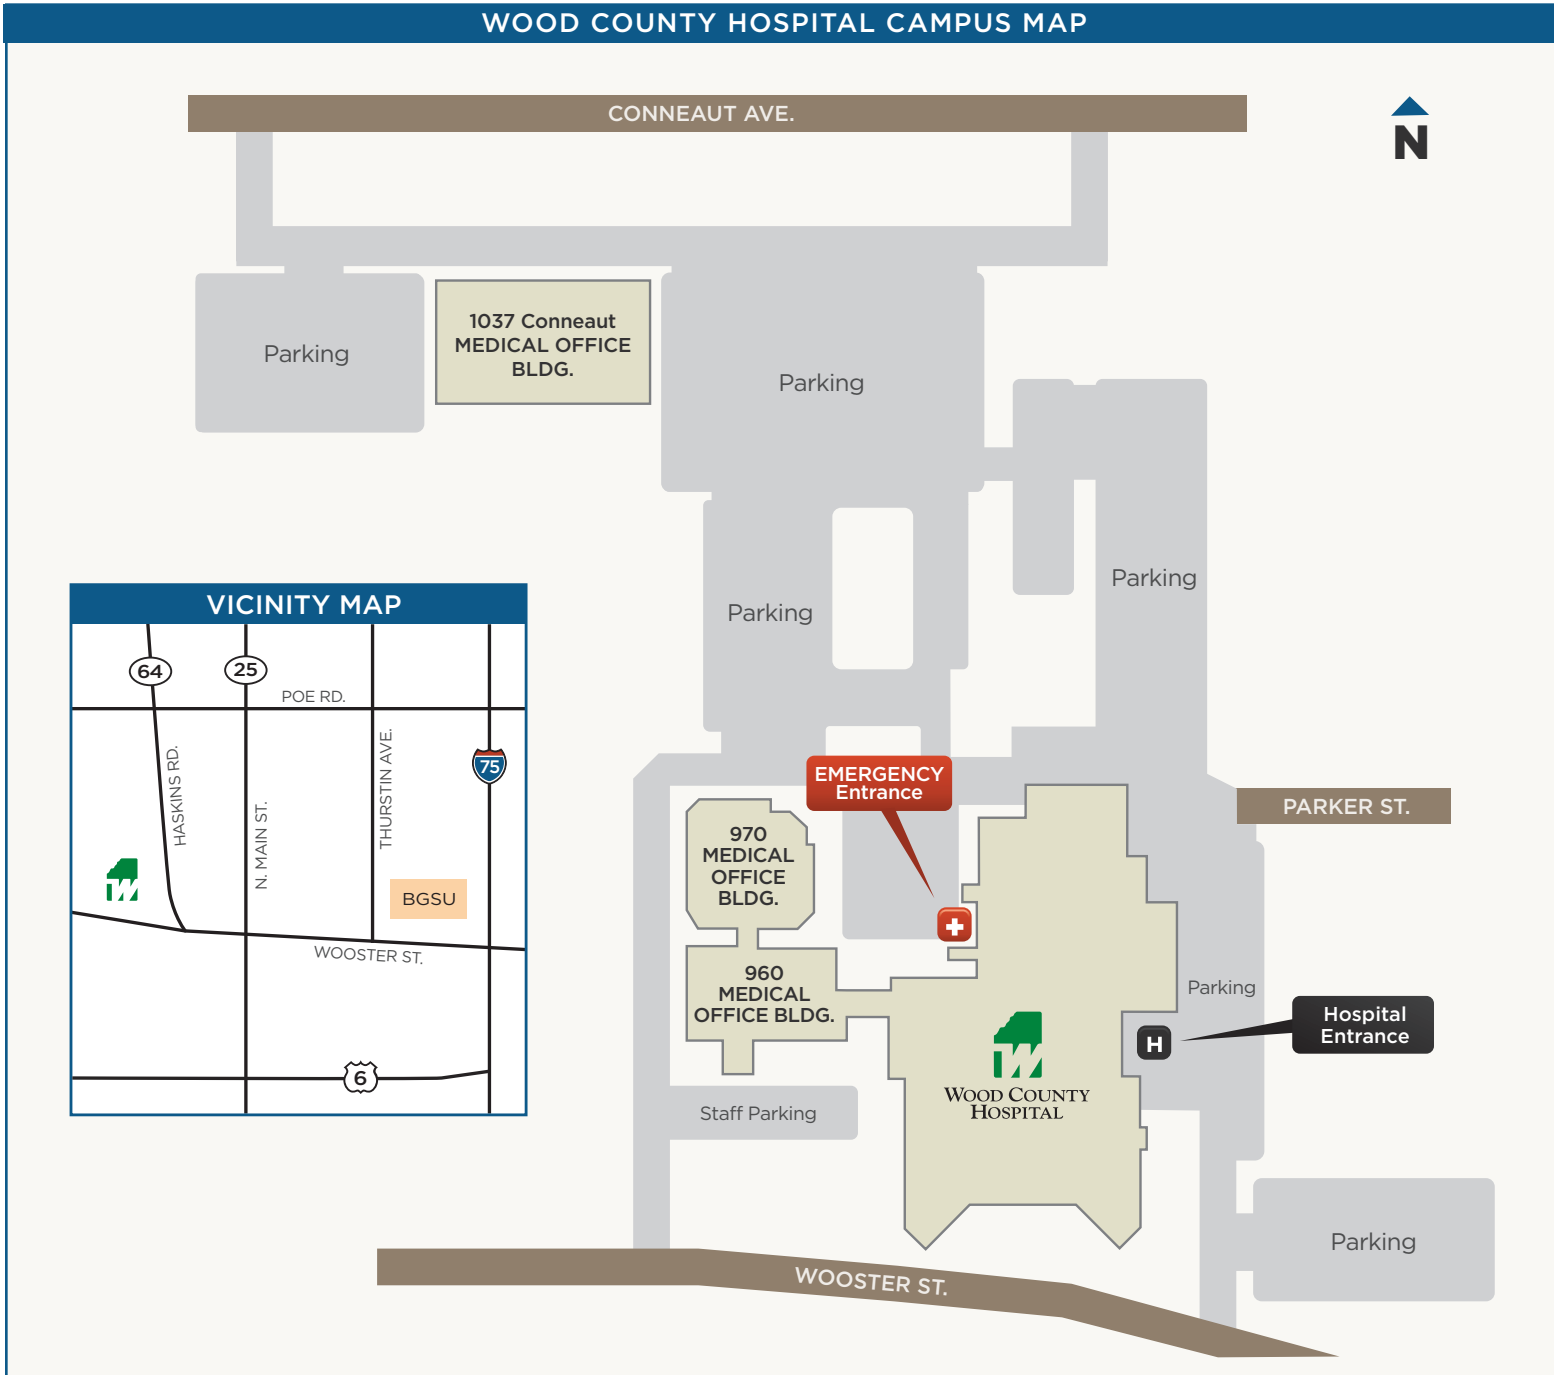 WOOD COUNTY HOSPITAL CAMPUS MAP
CONNEAUT AVE.
N
1037 Conneaut
MEDICAL OFFICE
BLDG.
Parking
Parking
Parking
Parking
VICINITY MAP
64
25
POE RD.
HASKINS RD.
N. MAIN ST.
THURSTIN AVE.
75
BGSU
WOOSTER ST.
6
W
EMERGENCY
Entrance
PARKER ST.
970
MEDICAL
OFFICE
BLDG.
960
MEDICAL
OFFICE BLDG.
Parking
Hospital
Entrance
H
W
WOOD COUNTY
HOSPITAL
Staff Parking
Parking
WOOSTER ST.